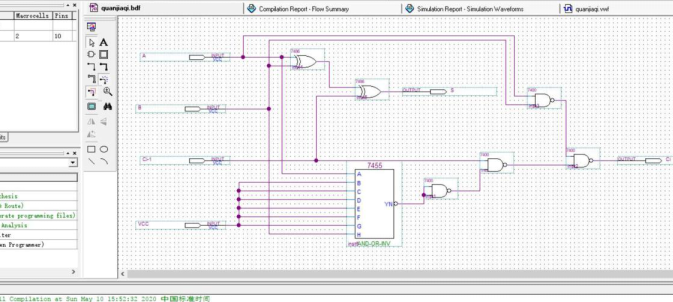 quanjiaqi.bdf
Compilation Report - Flow Summary
Simulation Report - Simulation Waveforms
quanjiaqi.vwf
Macrocells Pins
2 10
A INPUT VCC
B INPUT VCC
OUTPUT S
Ci-1 INPUT VCC
OUTPUT Ci
7455
A
B
C
D
E
F
G
H
YN
AND-OR-INV
VCC INPUT VCC
its
hesis
Route)
erate programming files)
Analysis
ter
en Programmer)
l Compilation at Sun May 10 15:52:32 2020 中国标准时间